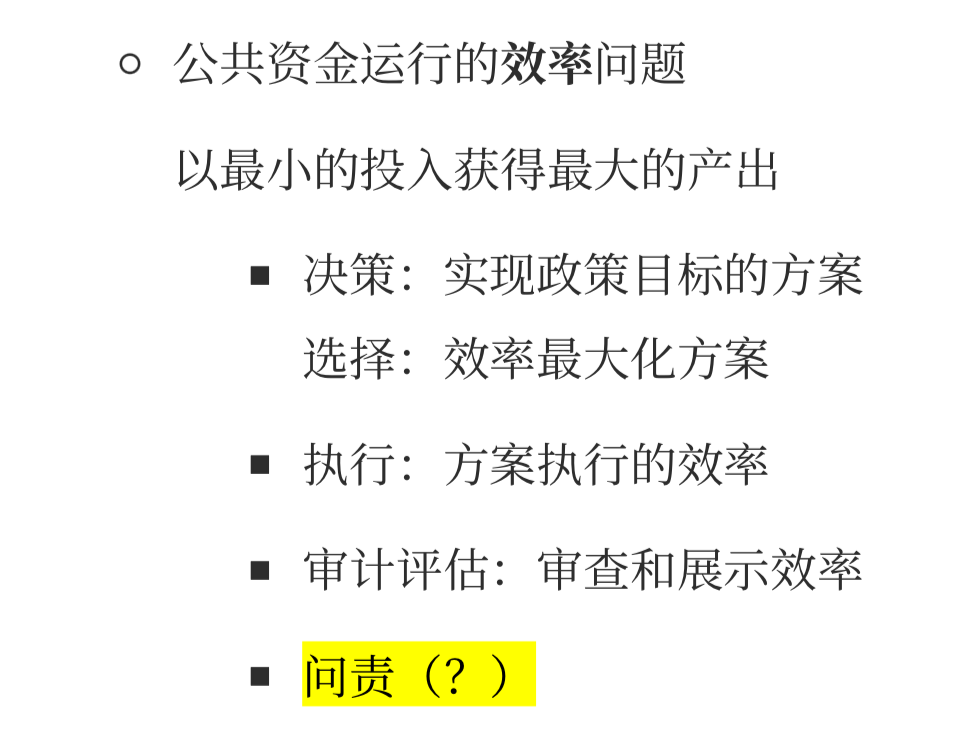 公共资金运行的效率问题
以最小的投入获得最大的产出
决策：实现政策目标的方案
选择：效率最大化方案
执行：方案执行的效率
审计评估：审查和展示效率
问责（？）